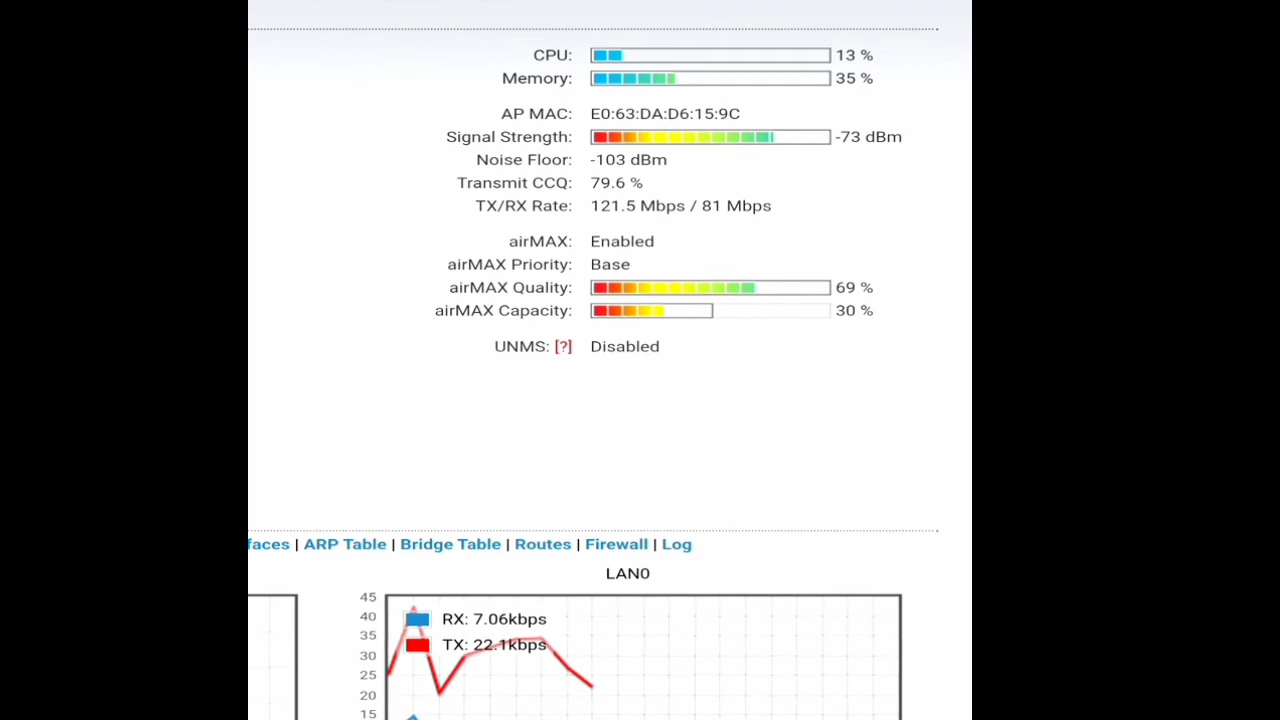 CPU: 13 %
Memory: 35 %
AP MAC: E0:63:DA:D6:15:9C
Signal Strength: -73 dBm
Noise Floor: -103 dBm
Transmit CCQ: 79.6 %
TX/RX Rate: 121.5 Mbps / 81 Mbps
airMAX: Enabled
airMAX Priority: Base
airMAX Quality: 69 %
airMAX Capacity: 30 %
UNMS: [?] Disabled
faces | ARP Table | Bridge Table | Routes | Firewall | Log
LAN0
45
40
RX: 7.06kbps
35
TX: 22.1kbps
30
25
20
15